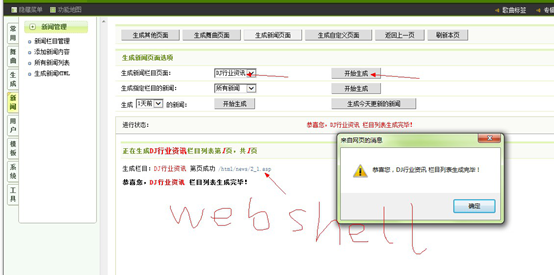 隐藏菜单 功能地图
歌曲标签
常用
舞曲
生成
新闻
用户
模板
系统
工具
新闻管理
新闻栏目管理
添加新闻内容
所有新闻列表
生成新闻HTML
生成其他页面 生成舞曲页面 生成新闻页面 生成自定义页面 返回上一页 刷新本页
生成新闻页面选项
生成新闻栏目页面: DJ行业资讯 开始生成
生成指定栏目的新闻: 所有新闻 开始生成
生成 1天前 的新闻: 开始生成 生成今天更新的新闻
进行状态: 恭喜您，DJ行业资讯 栏目列表生成完毕!
正在生成DJ行业资讯栏目列表第1页，共1页
生成栏目: DJ行业资讯 第页成功 /html/news/2_1.asp
恭喜您，DJ行业资讯 栏目列表生成完毕!
来自网页的消息
恭喜您，DJ行业资讯 栏目列表生成完毕!
确定
webshell